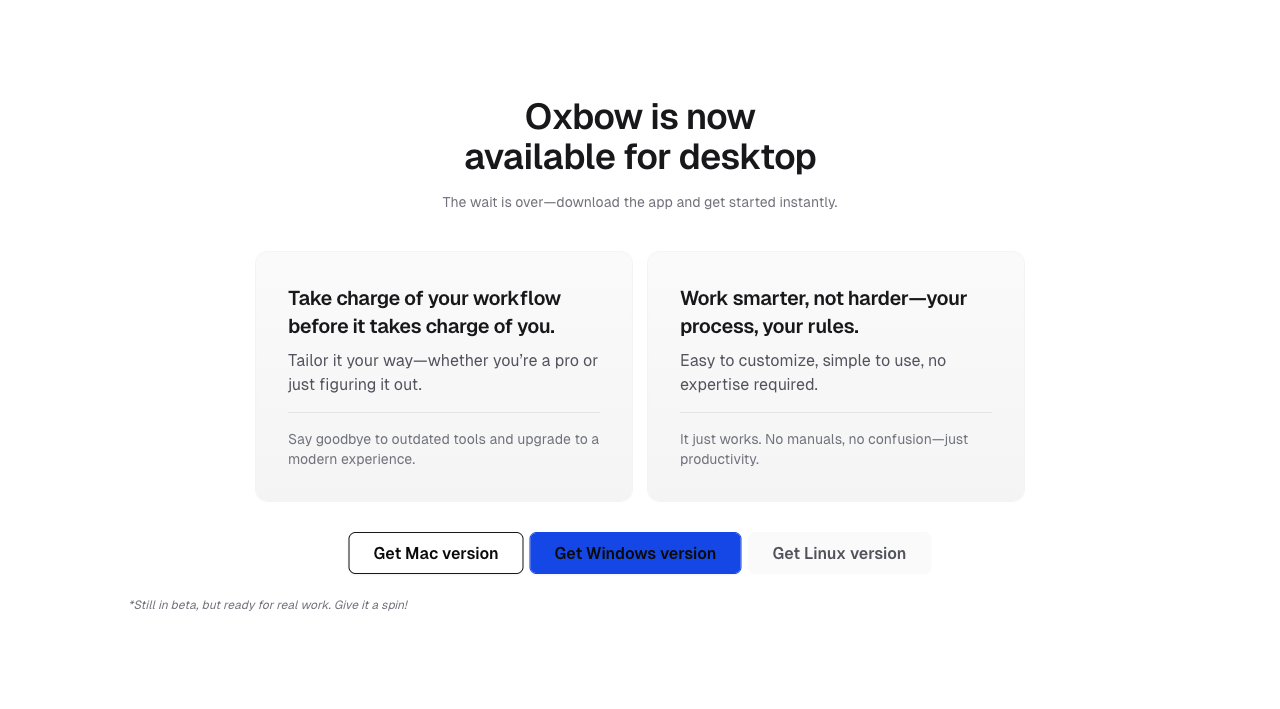 Oxbow is now
available for desktop
The wait is over—download the app and get started instantly.
Take charge of your workflow
before it takes charge of you.
Tailor it your way—whether you’re a pro or
just figuring it out.
Say goodbye to outdated tools and upgrade to a
modern experience.
Work smarter, not harder—your
process, your rules.
Easy to customize, simple to use, no
expertise required.
It just works. No manuals, no confusion—just
productivity.
Get Mac version
Get Windows version
Get Linux version
*Still in beta, but ready for real work. Give it a spin!